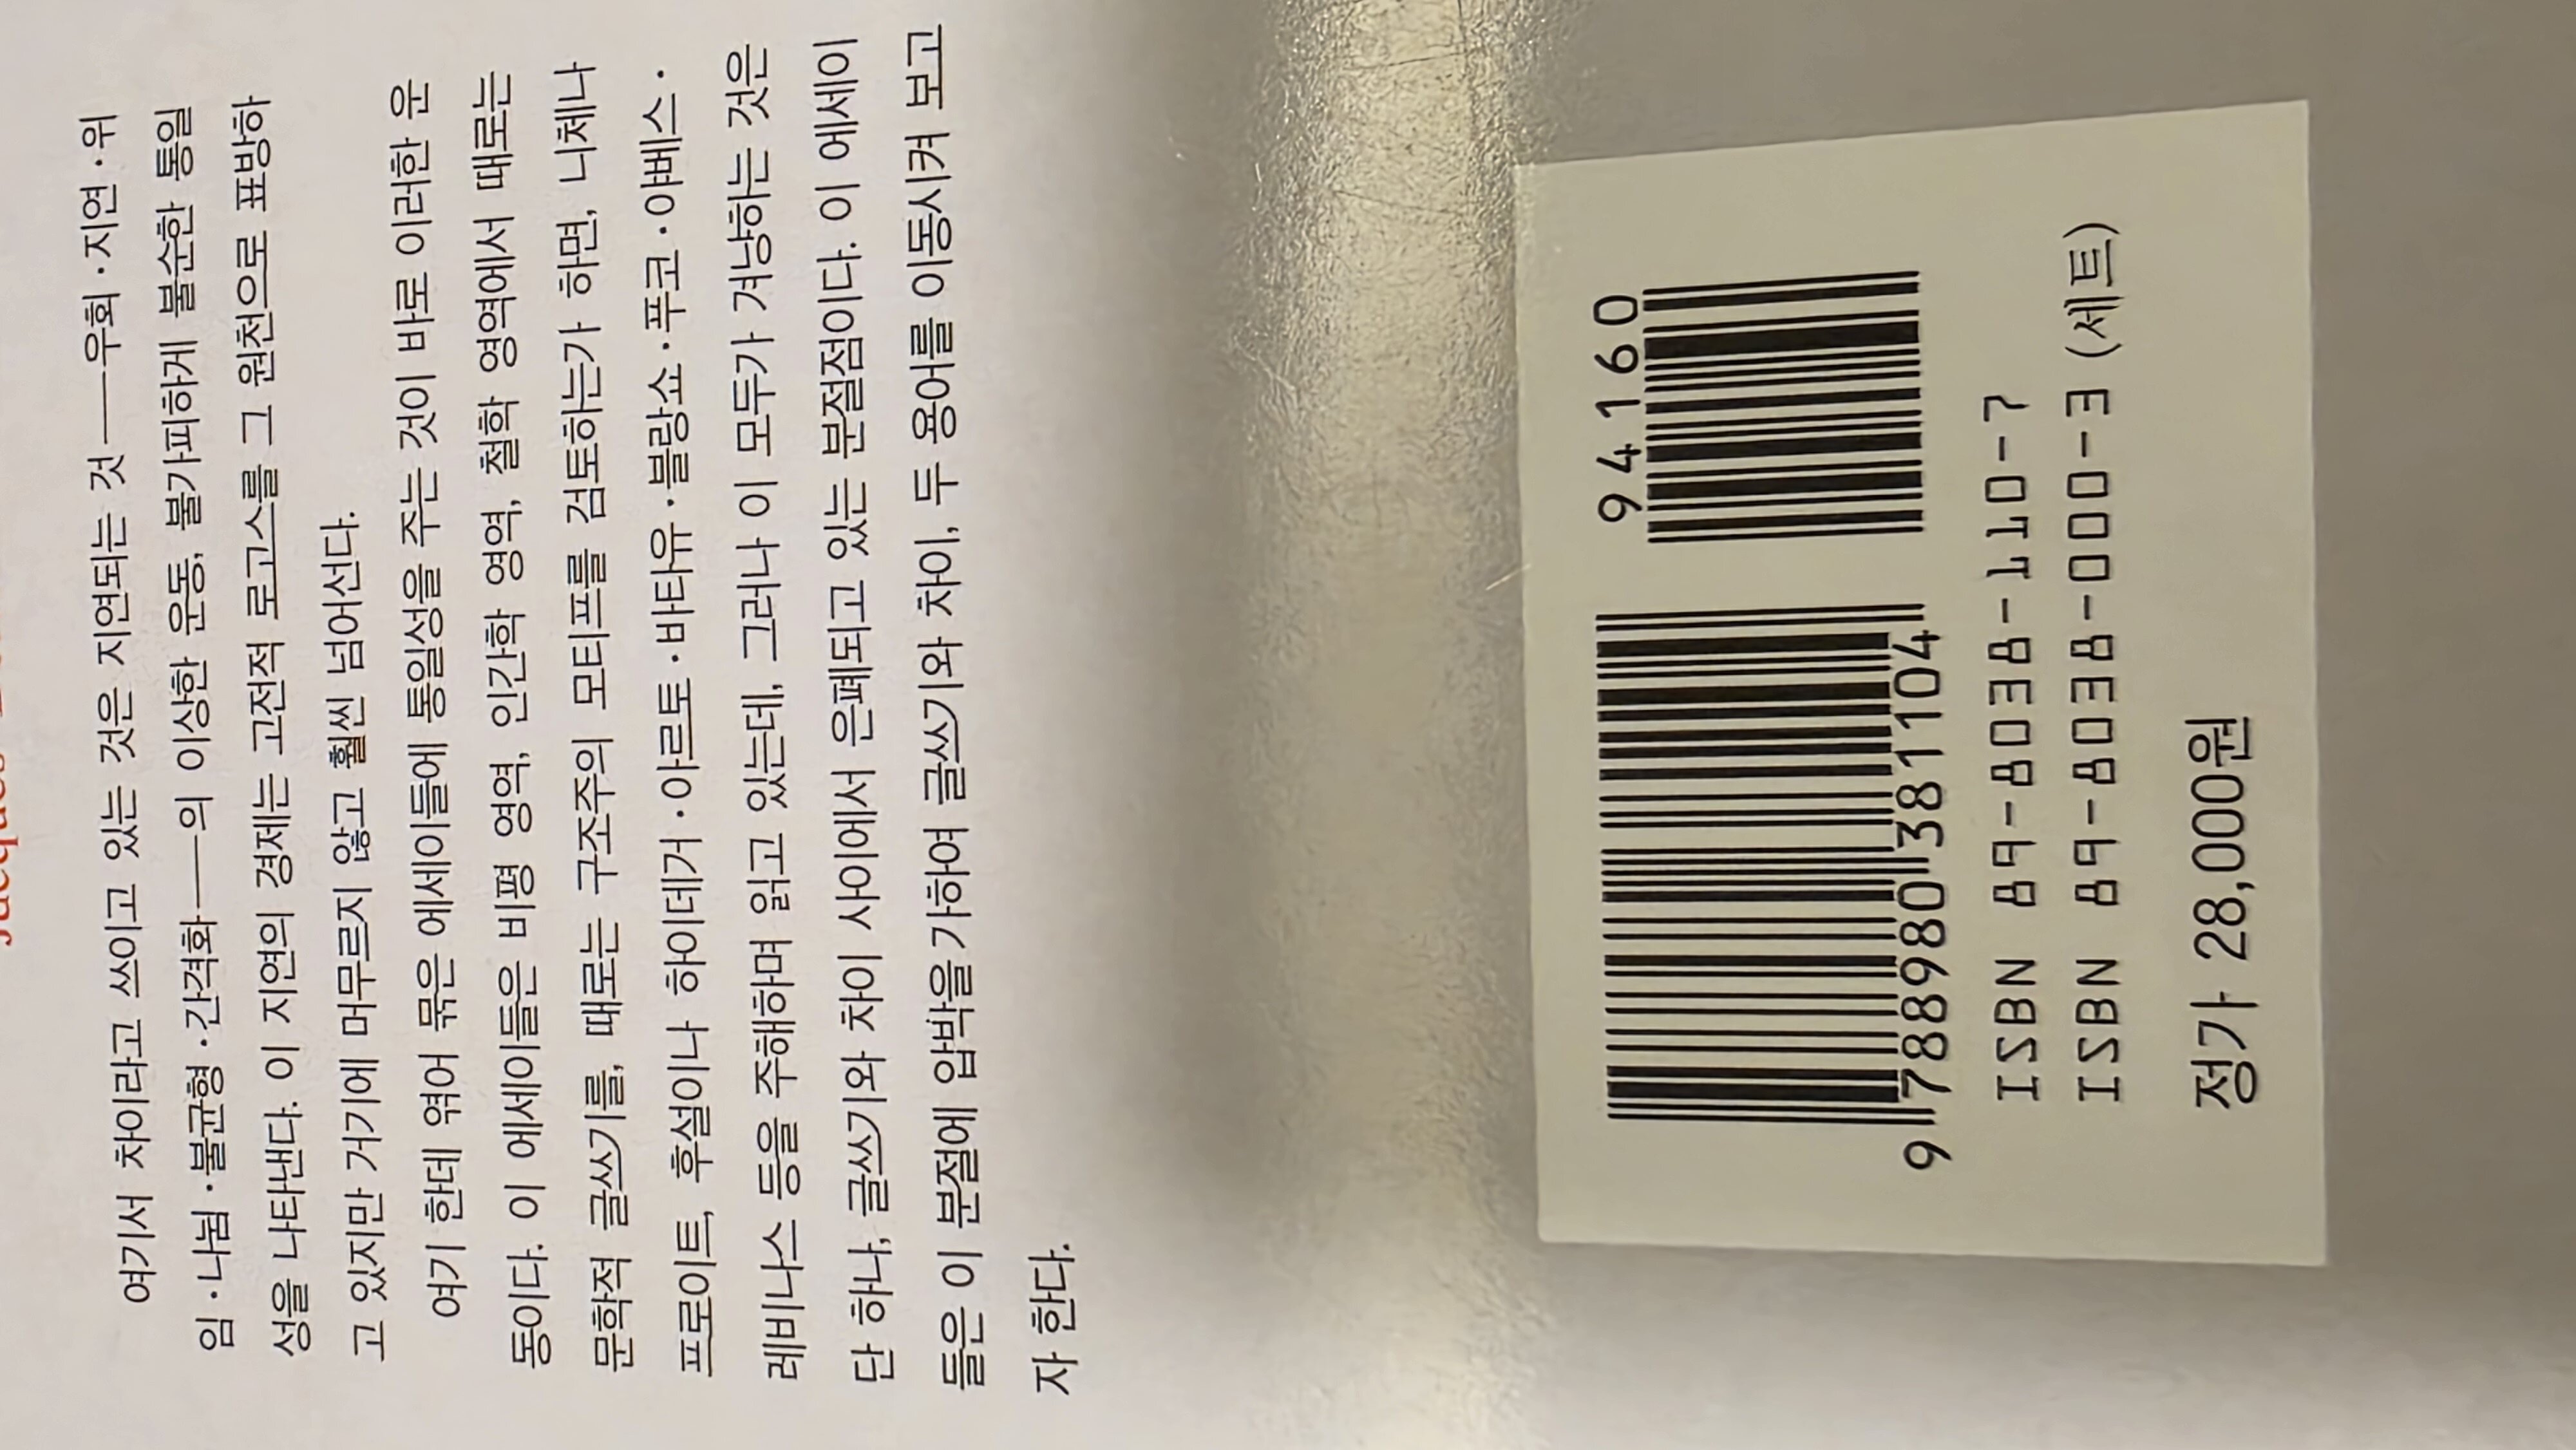 Jacques
여기서 차이라고 쓰이고 있는 것은 지연되는 것──우회·지연·위
임·나눔·불균형·간격화──의 이상한 운동, 불가피하게 불순한 통일
성을 나타낸다. 이 지연의 경제는 고전적 로고스를 그 원천으로 표방하
고 있지만 거기에 머무르지 않고 훨씬 넘어선다.
여기 한데 엮어 묶은 에세이들에 통일성을 주는 것이 바로 이러한 운
동이다. 이 에세이들은 비평 영역, 인간학 영역, 철학 영역에서 때로는
문학적 글쓰기를, 때로는 구조주의 모티프를 검토하는가 하면, 니체나
프로이트, 후설이나 하이데거·아르토·바타유·블랑쇼·푸코·야베스·
레비나스 등을 주해하며 읽고 있는데, 그러나 이 모두가 겨냥하는 것은
단 하나, 글쓰기와 차이 사이에서 은폐되고 있는 분절점이다. 이 에세이
들은 이 분절에 압박을 가하여 글쓰기와 차이, 두 용어를 이동시켜 보고
자 한다.
94160
9 788980 381104
ISBN 89-8038-110-7
ISBN 89-8038-000-3 (세트)
정가 28,000원